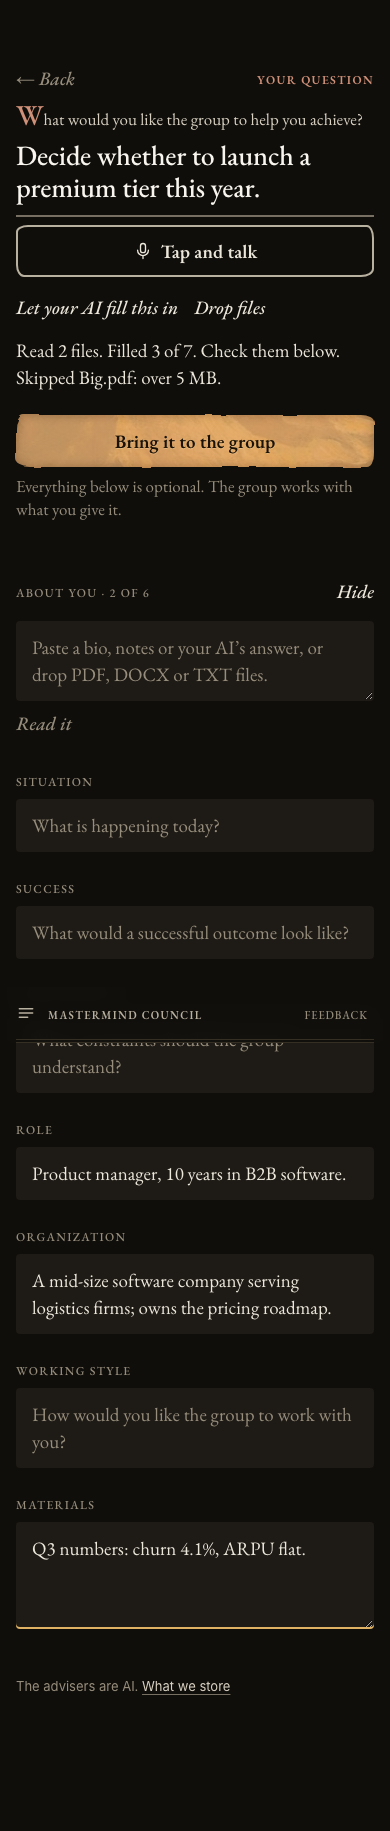 ← Back
YOUR QUESTION
What would you like the group to help you achieve?
Decide whether to launch a
premium tier this year.
Tap and talk
Let your AI fill this in
Drop files
Read 2 files. Filled 3 of 7. Check them below.
Skipped Big.pdf: over 5 MB.
Bring it to the group
Everything below is optional. The group works with
what you give it.
ABOUT YOU · 2 OF 6
Hide
Paste a bio, notes or your AI’s answer, or
drop PDF, DOCX or TXT files.
Read it
SITUATION
What is happening today?
SUCCESS
What would a successful outcome look like?
MASTERMIND COUNCIL
FEEDBACK
What constraints should the group
understand?
ROLE
Product manager, 10 years in B2B software.
ORGANIZATION
A mid-size software company serving
logistics firms; owns the pricing roadmap.
WORKING STYLE
How would you like the group to work with
you?
MATERIALS
Q3 numbers: churn 4.1%, ARPU flat.
The advisers are AI. What we store